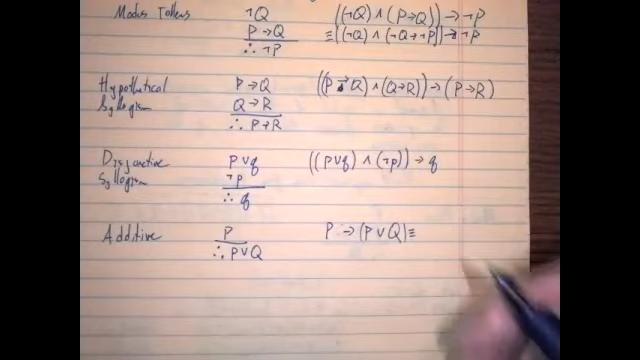 Modus Tollens ¬Q ((¬Q) ∧ (P→Q)) → ¬P
P→Q ≡ [(¬Q) ∧ (¬Q→¬P)] → ¬P
∴ ¬P
Hypothetical P→Q ((P→Q) ∧ (Q→R)) → (P→R)
Syllogism Q→R
∴ P→R
Disjunctive p∨q ((p∨q) ∧ (¬p)) → q
Syllogism ¬p
∴ q
Additive P P → (P∨Q) ≡
∴ P∨Q